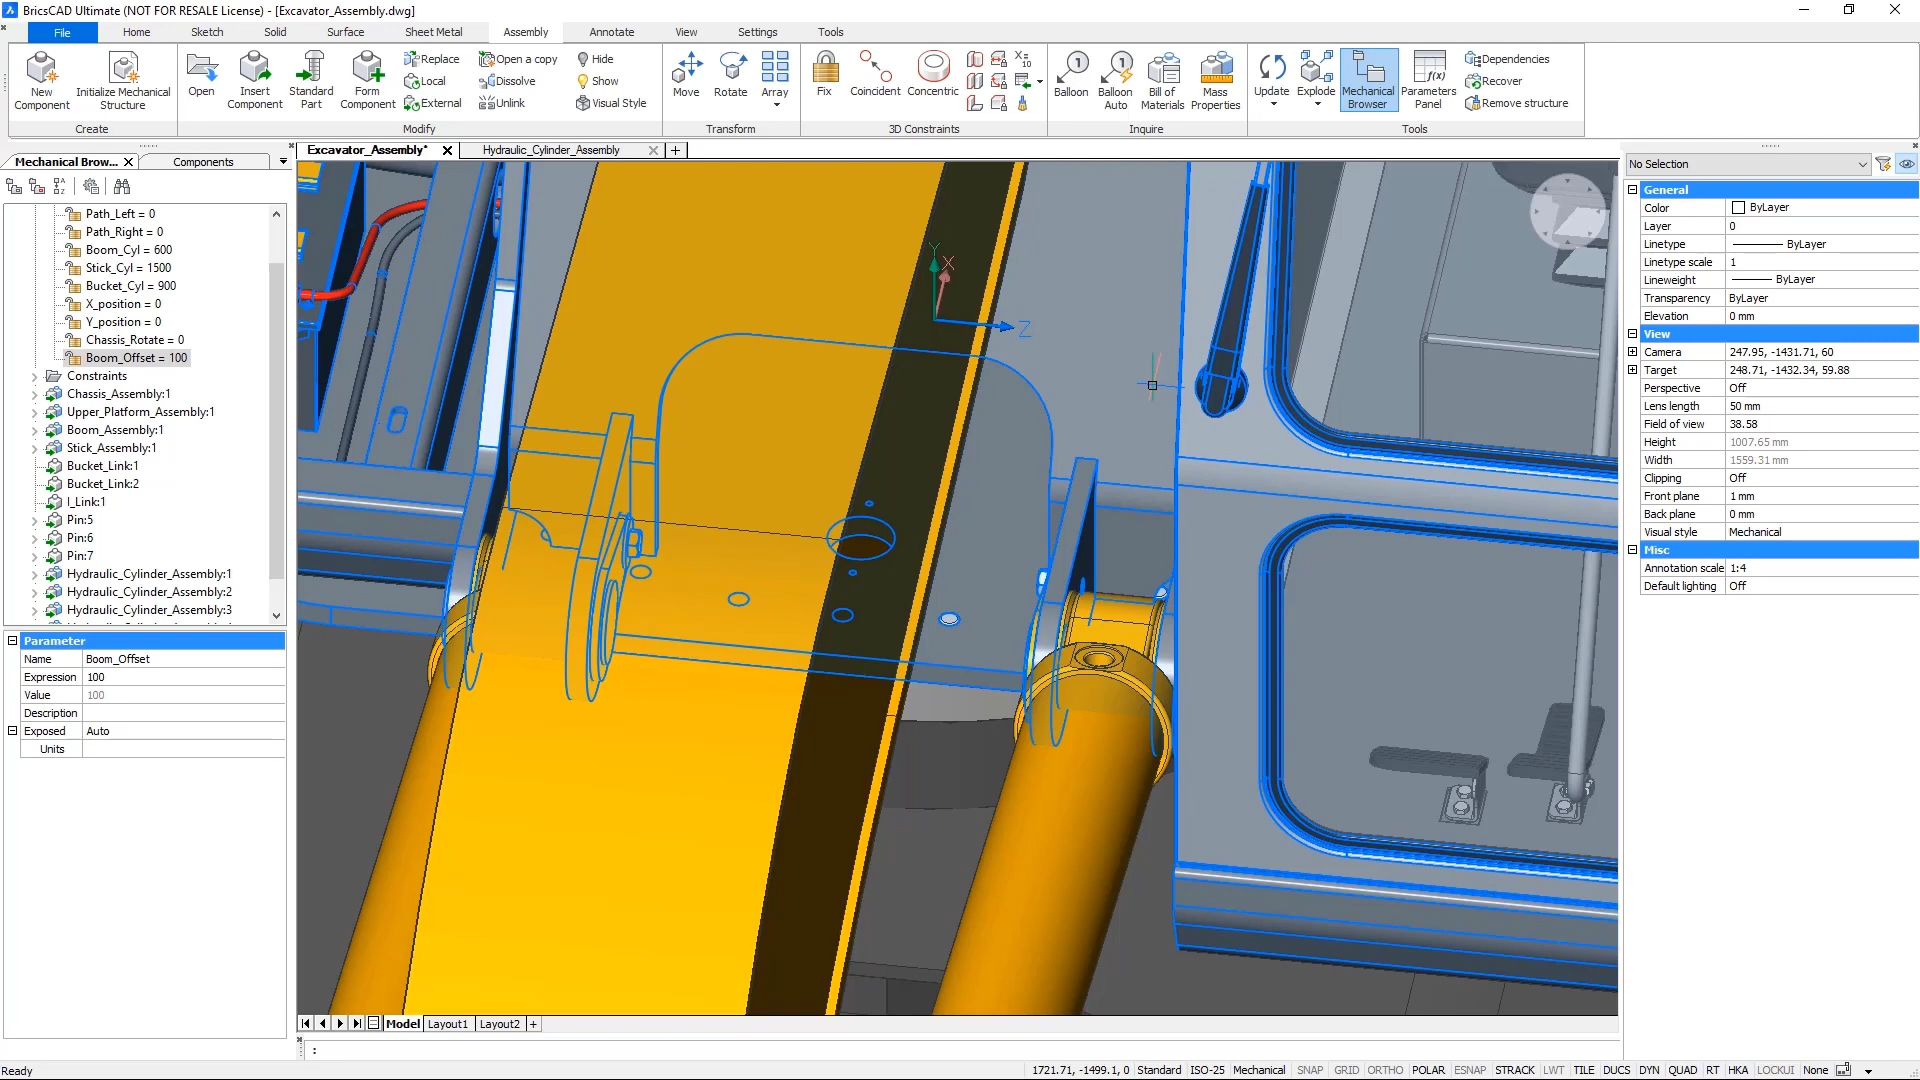 BricsCAD Ultimate (NOT FOR RESALE License) - [Excavator_Assembly.dwg]
File Home Sketch Solid Surface Sheet Metal Assembly Annotate View Settings Tools
New Component
Initialize Mechanical Structure
Create
Open
Insert Component
Standard Part
Form Component
Replace
Local
External
Open a copy
Dissolve
Unlink
Hide
Show
Visual Style
Modify
Move
Rotate
Array
Transform
Fix
Coincident
Concentric
3D Constraints
Balloon
Balloon Auto
Bill of Materials
Mass Properties
Inquire
Update
Explode
Mechanical Browser
Parameters Panel
Dependencies
Recover
Remove structure
Tools
Mechanical Brow... Components
Excavator_Assembly* Hydraulic_Cylinder_Assembly
Path_Left = 0
Path_Right = 0
Boom_Cyl = 600
Stick_Cyl = 1500
Bucket_Cyl = 900
X_position = 0
Y_position = 0
Chassis_Rotate = 0
Boom_Offset = 100
Constraints
Chassis_Assembly:1
Upper_Platform_Assembly:1
Boom_Assembly:1
Stick_Assembly:1
Bucket_Link:1
Bucket_Link:2
I_Link:1
Pin:5
Pin:6
Pin:7
Hydraulic_Cylinder_Assembly:1
Hydraulic_Cylinder_Assembly:2
Hydraulic_Cylinder_Assembly:3
Parameter
Name Boom_Offset
Expression 100
Value 100
Description
Exposed Auto
Units
Y
X
Z
No Selection
General
Color ByLayer
Layer 0
Linetype ByLayer
Linetype scale 1
Lineweight ByLayer
Transparency ByLayer
Elevation 0 mm
View
Camera 247.95, -1431.71, 60
Target 248.71, -1432.34, 59.88
Perspective Off
Lens length 50 mm
Field of view 38.58
Height 1007.65 mm
Width 1559.31 mm
Clipping Off
Front plane 1 mm
Back plane 0 mm
Visual style Mechanical
Misc
Annotation scale 1:4
Default lighting Off
Model Layout1 Layout2 +
:
Ready
1721.71, -1499.1, 0 Standard ISO-25 Mechanical SNAP GRID ORTHO POLAR ESNAP STRACK LWT TILE DUCS DYN QUAD RT HKA LOCKUI None